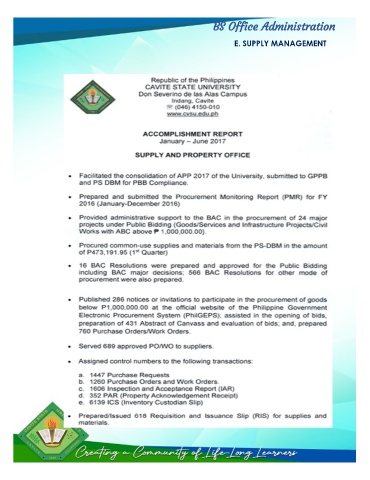 BS Office Administration
E. SUPPLY MANAGEMENT
Republic of the Philippines
CAVITE STATE UNIVERSITY
Don Severino de las Alas Campus
Indang, Cavite
☏ (046) 4150-010
www.cvsu.edu.ph
ACCOMPLISHMENT REPORT
January – June 2017
SUPPLY AND PROPERTY OFFICE
• Facilitated the consolidation of APP 2017 of the University, submitted to GPPB
and PS DBM for PBB Compliance.
• Prepared and submitted the Procurement Monitoring Report (PMR) for FY
2016 (January-December 2016)
• Provided administrative support to the BAC in the procurement of 24 major
projects under Public Bidding (Goods/Services and Infrastructure Projects/Civil
Works with ABC above ₱ 1,000,000.00).
• Procured common-use supplies and materials from the PS-DBM in the amount
of P473,191.95 (1st Quarter)
• 16 BAC Resolutions were prepared and approved for the Public Bidding
including BAC major decisions; 566 BAC Resolutions for other mode of
procurement were also prepared.
• Published 286 notices or invitations to participate in the procurement of goods
below P1,000,000.00 at the official website of the Philippine Government
Electronic Procurement System (PhilGEPS); assisted in the opening of bids,
preparation of 431 Abstract of Canvass and evaluation of bids; and, prepared
760 Purchase Orders/Work Orders.
• Served 689 approved PO/WO to suppliers.
• Assigned control numbers to the following transactions:
a. 1447 Purchase Requests
b. 1260 Purchase Orders and Work Orders.
c. 1606 Inspection and Acceptance Report (IAR)
d. 352 PAR (Property Acknowledgement Receipt)
e. 6139 ICS (Inventory Custodian Slip)
• Prepared/Issued 618 Requisition and Issuance Slip (RIS) for supplies and
materials.
Creating a Community of Life-Long Learners